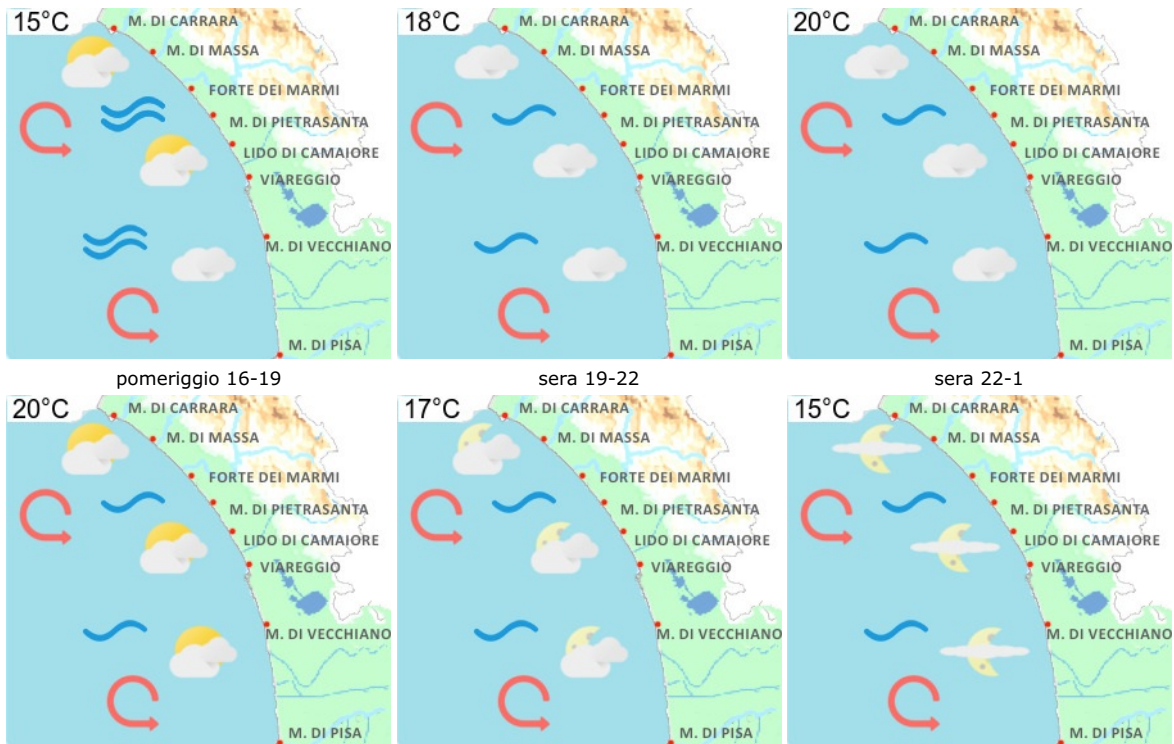 15°C
M. DI CARRARA
M. DI MASSA
FORTE DEI MARMI
M. DI PIETRASANTA
LIDO DI CAMAIORE
VIAREGGIO
M. DI VECCHIANO
M. DI PISA
18°C
M. DI CARRARA
M. DI MASSA
FORTE DEI MARMI
M. DI PIETRASANTA
LIDO DI CAMAIORE
VIAREGGIO
M. DI VECCHIANO
M. DI PISA
20°C
M. DI CARRARA
M. DI MASSA
FORTE DEI MARMI
M. DI PIETRASANTA
LIDO DI CAMAIORE
VIAREGGIO
M. DI VECCHIANO
M. DI PISA
pomeriggio 16-19
20°C
M. DI CARRARA
M. DI MASSA
FORTE DEI MARMI
M. DI PIETRASANTA
LIDO DI CAMAIORE
VIAREGGIO
M. DI VECCHIANO
M. DI PISA
sera 19-22
17°C
M. DI CARRARA
M. DI MASSA
FORTE DEI MARMI
M. DI PIETRASANTA
LIDO DI CAMAIORE
VIAREGGIO
M. DI VECCHIANO
M. DI PISA
sera 22-1
15°C
M. DI CARRARA
M. DI MASSA
FORTE DEI MARMI
M. DI PIETRASANTA
LIDO DI CAMAIORE
VIAREGGIO
M. DI VECCHIANO
M. DI PISA